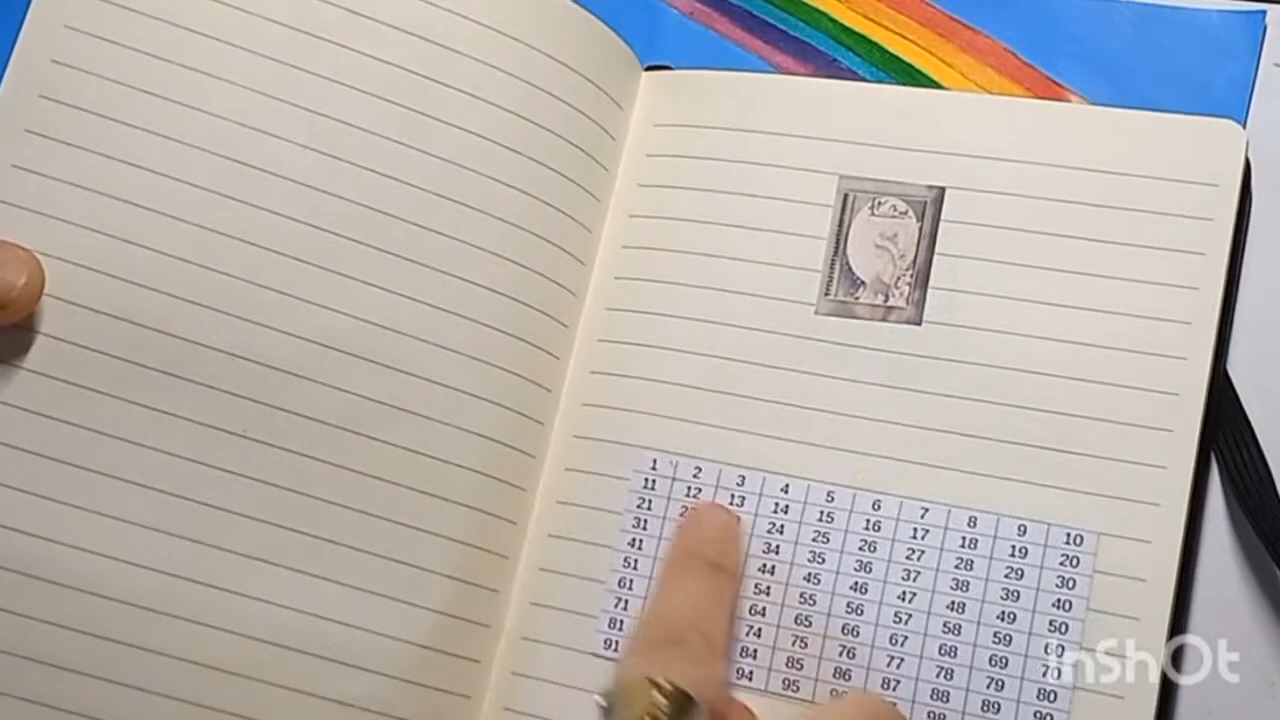 1 2 3 4 5 6 7 8 9 10
11 12 13 14 15 16 17 18 19 20
21 24 25 26 27 28 29 30
31 34 35 36 37 38 39 40
41 44 45 46 47 48 49 50
51 54 55 56 57 58 59 60
61 64 65 66 67 68 69 70
71 74 75 76 77 78 79 80
81 84 85 86 87 88 89 90
91 94 95 98
InShOt